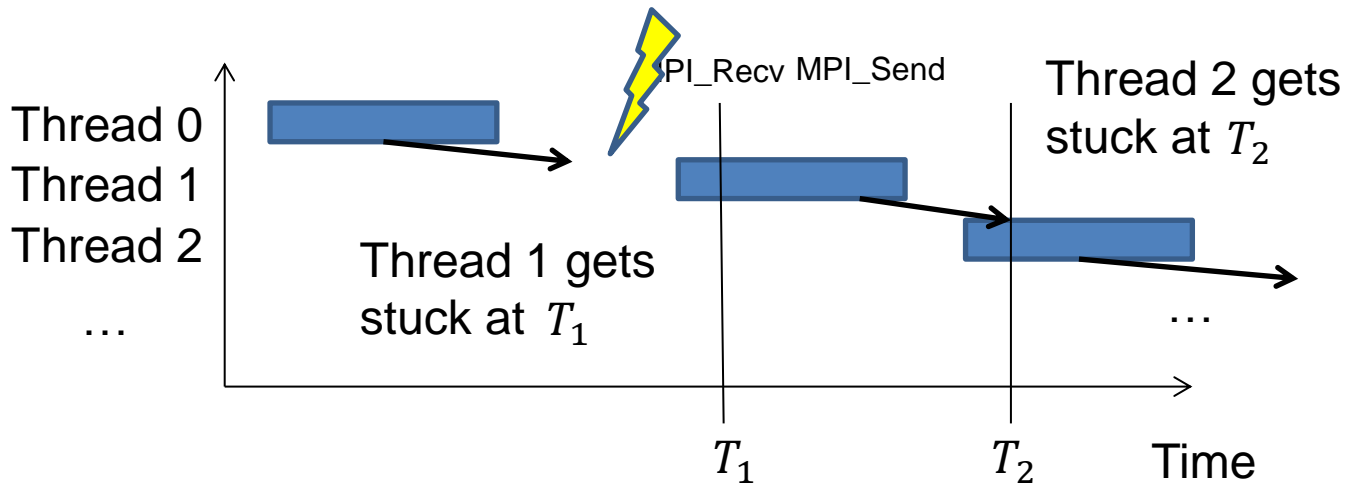 PI_Recv MPI_Send
Thread 0
Thread 1
Thread 2
…
Thread 2 gets
stuck at T₂
Thread 1 gets
stuck at T₁
…
T₁
T₂
Time